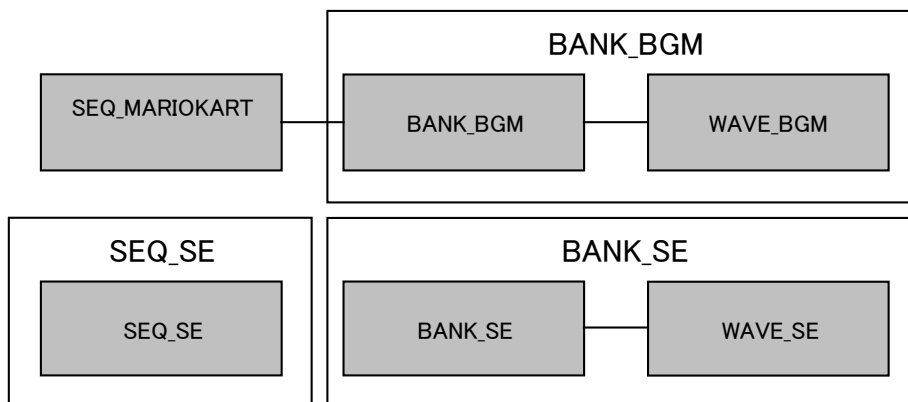 BANK_BGM
SEQ_MARIOKART
BANK_BGM
WAVE_BGM
SEQ_SE
BANK_SE
SEQ_SE
BANK_SE
WAVE_SE